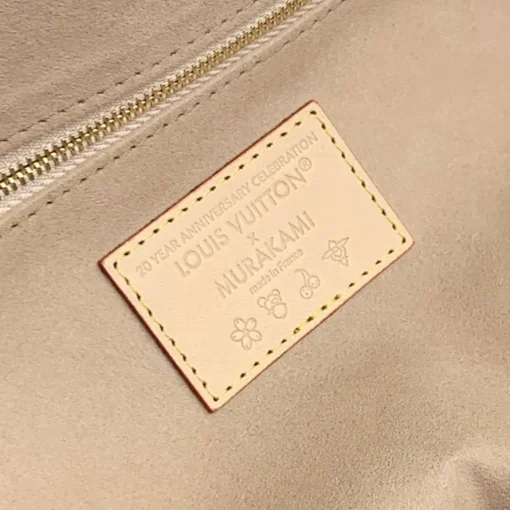 20 YEAR ANNIVERSARY CELEBRATION
LOUIS VUITTON®
×
MURAKAMI
made in France